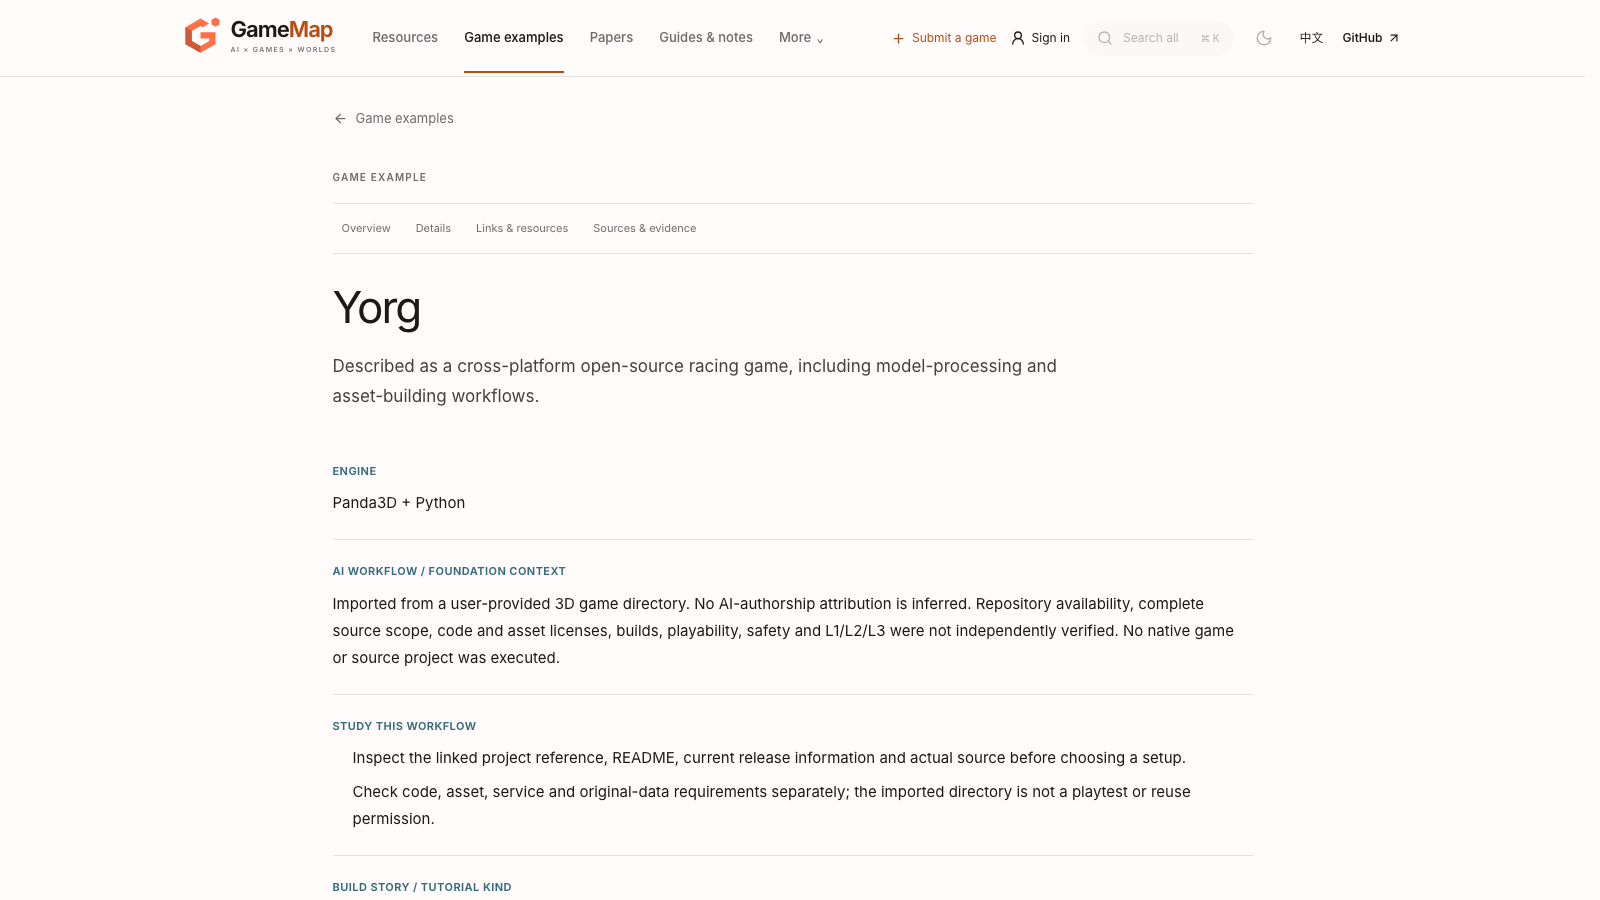 GameMap
AI × GAMES × WORLDS
Resources
Game examples
Papers
Guides & notes
More
Submit a game
Sign in
Search all
⌘ K
中文
GitHub
Game examples
GAME EXAMPLE
Overview
Details
Links & resources
Sources & evidence
Yorg
Described as a cross-platform open-source racing game, including model-processing and
asset-building workflows.
ENGINE
Panda3D + Python
AI WORKFLOW / FOUNDATION CONTEXT
Imported from a user-provided 3D game directory. No AI-authorship attribution is inferred. Repository availability, complete
source scope, code and asset licenses, builds, playability, safety and L1/L2/L3 were not independently verified. No native game
or source project was executed.
STUDY THIS WORKFLOW
Inspect the linked project reference, README, current release information and actual source before choosing a setup.
Check code, asset, service and original-data requirements separately; the imported directory is not a playtest or reuse
permission.
BUILD STORY / TUTORIAL KIND